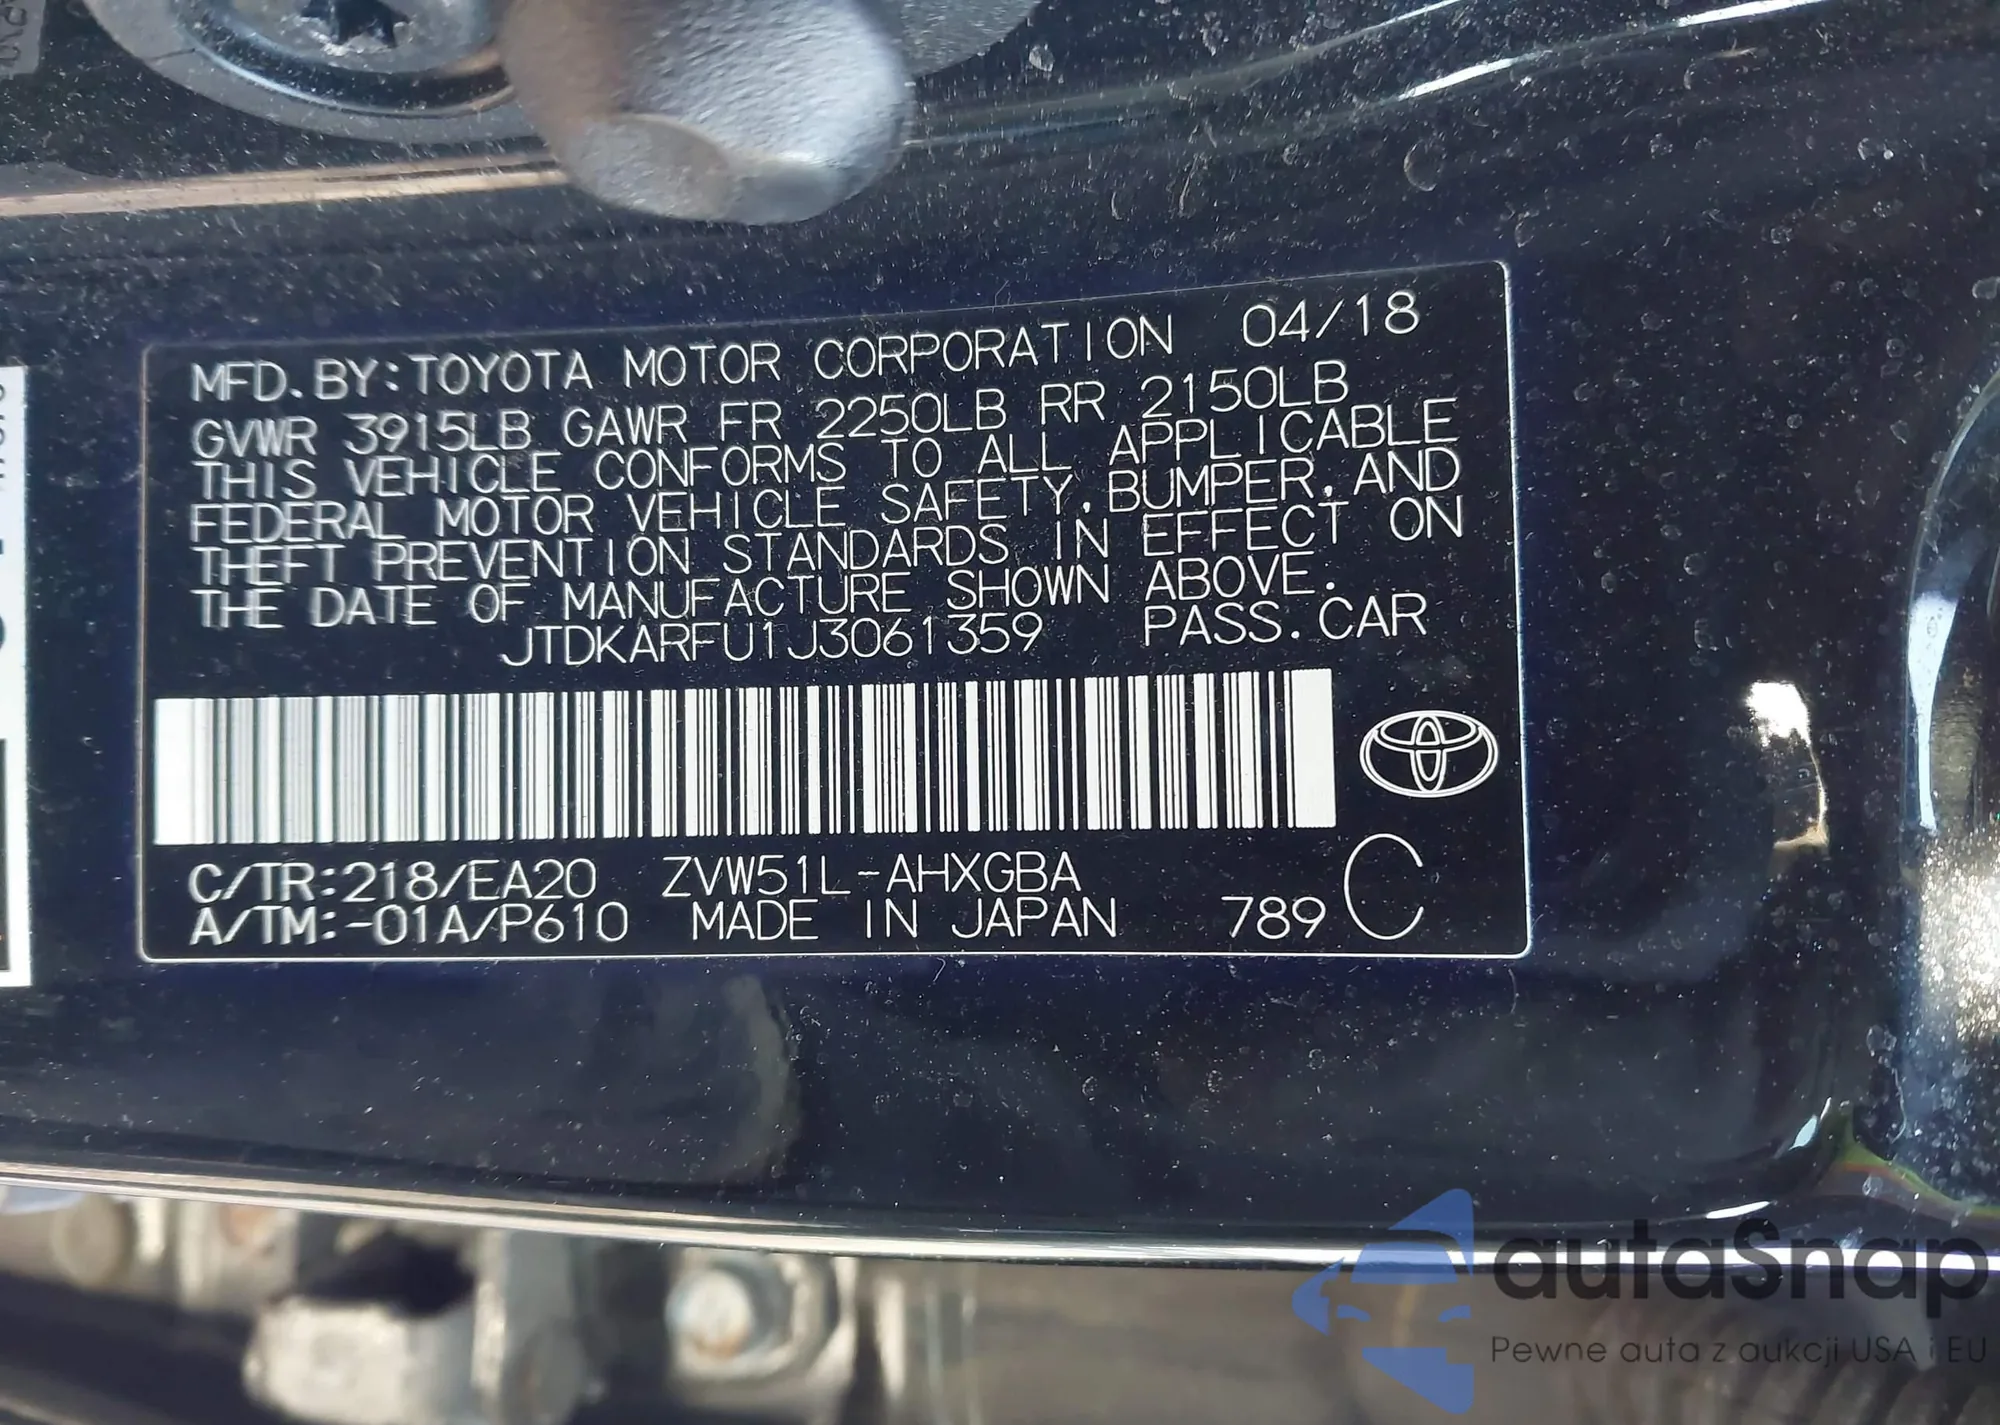 MFD.BY:TOYOTA MOTOR CORPORATION 04/18
GVWR 3915LB GAWR FR 2250LB RR 2150LB
THIS VEHICLE CONFORMS TO ALL APPLICABLE
FEDERAL MOTOR VEHICLE SAFETY, BUMPER, AND
THEFT PREVENTION STANDARDS IN EFFECT ON
THE DATE OF MANUFACTURE SHOWN ABOVE.
JTDKARFU1J3061359 PASS.CAR
C/TR:218/EA20 ZVW51L-AHXGBA
A/TM:-01A/P610 MADE IN JAPAN 789 C
autaSnap
Pewne auta z aukcji USA i EU